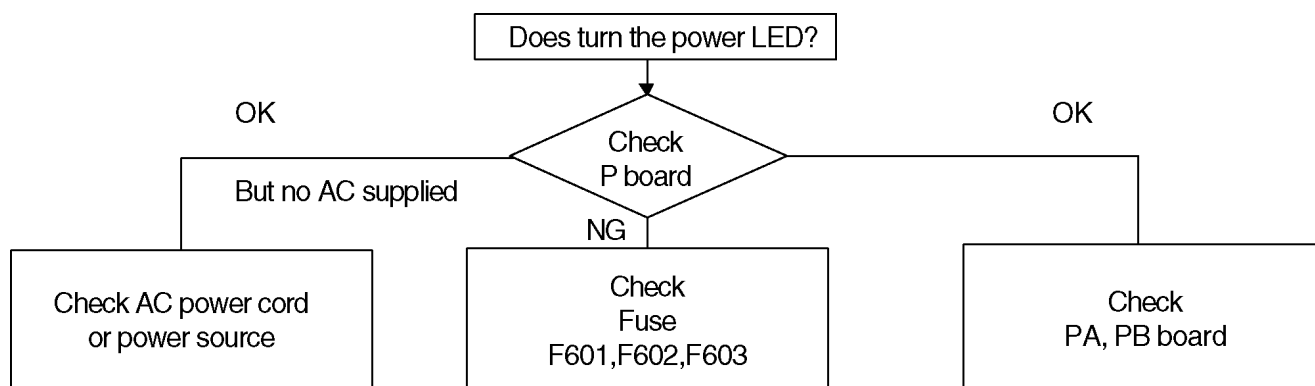 Does turn the power LED?
OK
OK
Check
P board
But no AC supplied
NG
Check AC power cord
or power source
Check
Fuse
F601,F602,F603
Check
PA, PB board